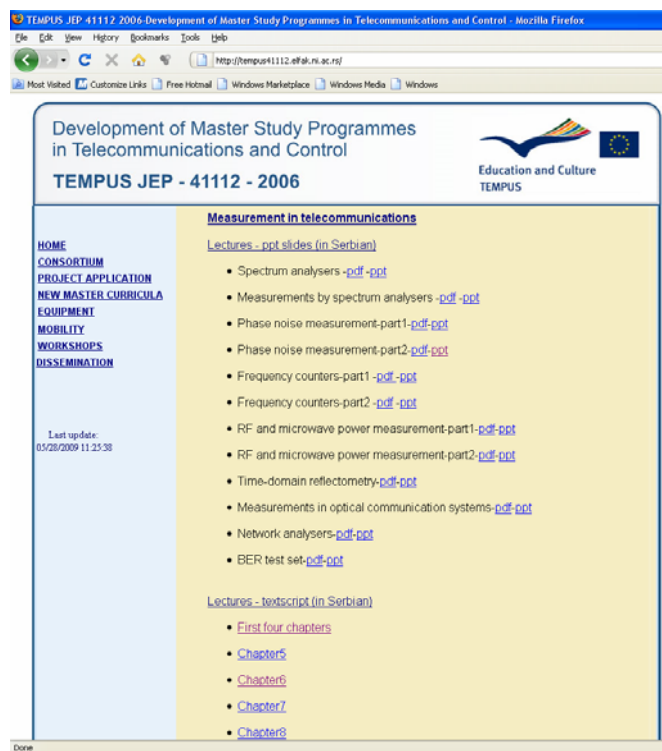 TEMPUS JEP 41112 2006-Development of Master Study Programmes in Telecommunications and Control - Mozilla Firefox
File Edit View History Bookmarks Tools Help
http://tempus41112.elfak.ni.ac.rs/
Most Visited Customize Links Free Hotmail Windows Marketplace Windows Media Windows
Development of Master Study Programmes
in Telecommunications and Control
TEMPUS JEP - 41112 - 2006
Education and Culture
TEMPUS
HOME
CONSORTIUM
PROJECT APPLICATION
NEW MASTER CURRICULA
EQUIPMENT
MOBILITY
WORKSHOPS
DISSEMINATION
Last update:
05/28/2009 11:25:38
Measurement in telecommunications
Lectures - ppt slides (in Serbian)
• Spectrum analysers -pdf -ppt
• Measurements by spectrum analysers -pdf -ppt
• Phase noise measurement-part1-pdf-ppt
• Phase noise measurement-part2-pdf-ppt
• Frequency counters-part1 -pdf -ppt
• Frequency counters-part2 -pdf -ppt
• RF and microwave power measurement-part1-pdf-ppt
• RF and microwave power measurement-part2-pdf-ppt
• Time-domain reflectometry-pdf-ppt
• Measurements in optical communication systems-pdf-ppt
• Network analysers-pdf-ppt
• BER test set-pdf-ppt
Lectures - textscript (in Serbian)
• First four chapters
• Chapter5
• Chapter6
• Chapter7
• Chapter8
Done